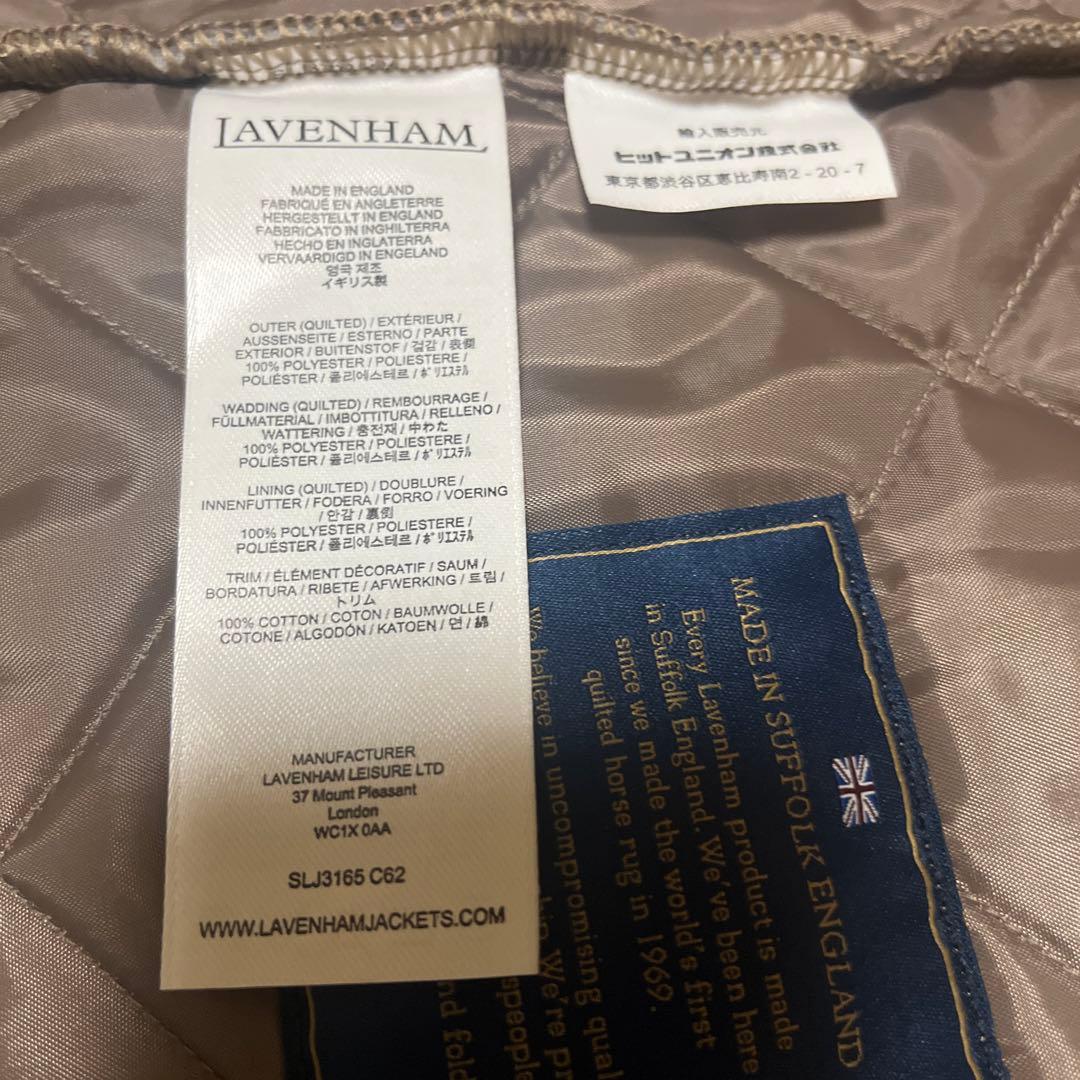 LAVENHAM
MADE IN ENGLAND
FABRIQUÉ EN ANGLETERRE
HERGESTELLT IN ENGLAND
FABBRICATO IN INGHILTERRA
HECHO EN INGLATERRA
VERVAARDIGD IN ENGELAND
영국 제조
イギリス製
OUTER (QUILTED) / EXTÉRIEUR /
AUSSENSEITE / ESTERNO / PARTE
EXTERIOR / BUITENSTOF / 겉감 / 表側
100% POLYESTER / POLIESTERE /
POLIÉSTER / 폴리에스테르 / ﾎﾟﾘｴｽﾃﾙ
WADDING (QUILTED) / REMBOURRAGE /
FÜLLMATERIAL / IMBOTTITURA / RELLENO /
WATTERING / 충전재 / 中わた
100% POLYESTER / POLIESTERE /
POLIÉSTER / 폴리에스테르 / ﾎﾟﾘｴｽﾃﾙ
LINING (QUILTED) / DOUBLURE /
INNENFUTTER / FODERA / FORRO / VOERING
/ 안감 / 裏側
100% POLYESTER / POLIESTERE /
POLIÉSTER / 폴리에스테르 / ﾎﾟﾘｴｽﾃﾙ
TRIM / ÉLÉMENT DÉCORATIF / SAUM /
BORDATURA / RIBETE / AFWERKING / 트림 /
トリム
100% COTTON / COTON / BAUMWOLLE /
COTONE / ALGODÓN / KATOEN / 면 / 綿
MANUFACTURER
LAVENHAM LEISURE LTD
37 Mount Pleasant
London
WC1X 0AA
SLJ3165 C62
WWW.LAVENHAMJACKETS.COM
輸入販売元
ヒットユニオン株式会社
東京都渋谷区恵比寿南2-20-7
MADE IN SUFFOLK ENGLAND
Every Lavenham product is made
in Suffolk England. We've been here
since we made the world's first
quilted horse rug in 1969.
We believe in uncompromising
We're